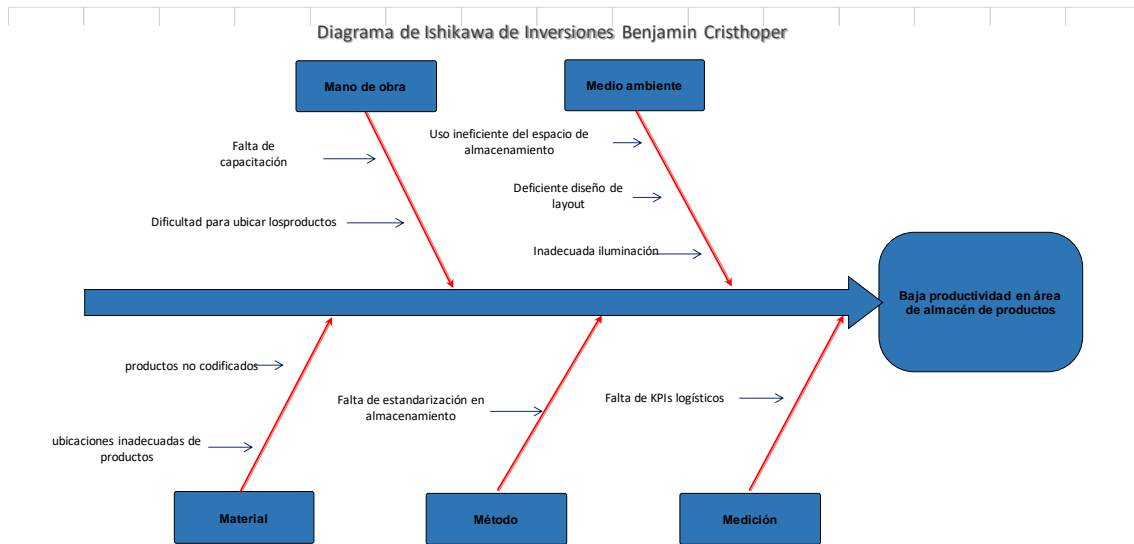 Diagrama de Ishikawa de Inversiones Benjamin Cristhoper
Mano de obra
Medio ambiente
Falta de
capacitación
Dificultad para ubicar losproductos
Uso ineficiente del espacio de
almacenamiento
Deficiente diseño de
layout
Inadecuada iluminación
Baja productividad en área
de almacén de productos
productos no codificados
ubicaciones inadecuadas de
productos
Falta de estandarización en
almacenamiento
Falta de KPIs logísticos
Material
Método
Medición